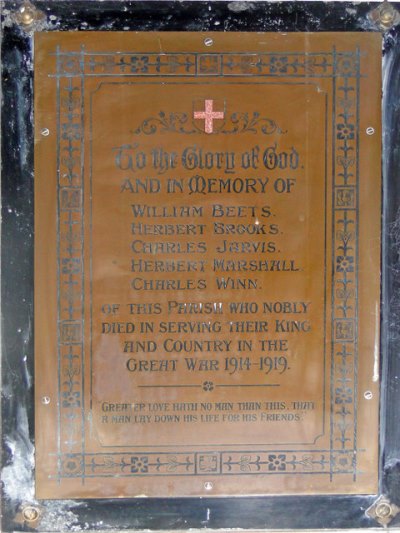 To the Glory of God.
AND IN MEMORY OF
WILLIAM BEETS.
HERBERT BROOKS.
CHARLES JARVIS.
HERBERT MARSHALL.
CHARLES WINN.
OF THIS PARISH WHO NOBLY
DIED IN SERVING THEIR KING
AND COUNTRY IN THE
GREAT WAR 1914-1919.
GREATER LOVE HATH NO MAN THAN THIS, THAT
A MAN LAY DOWN HIS LIFE FOR HIS FRIENDS.